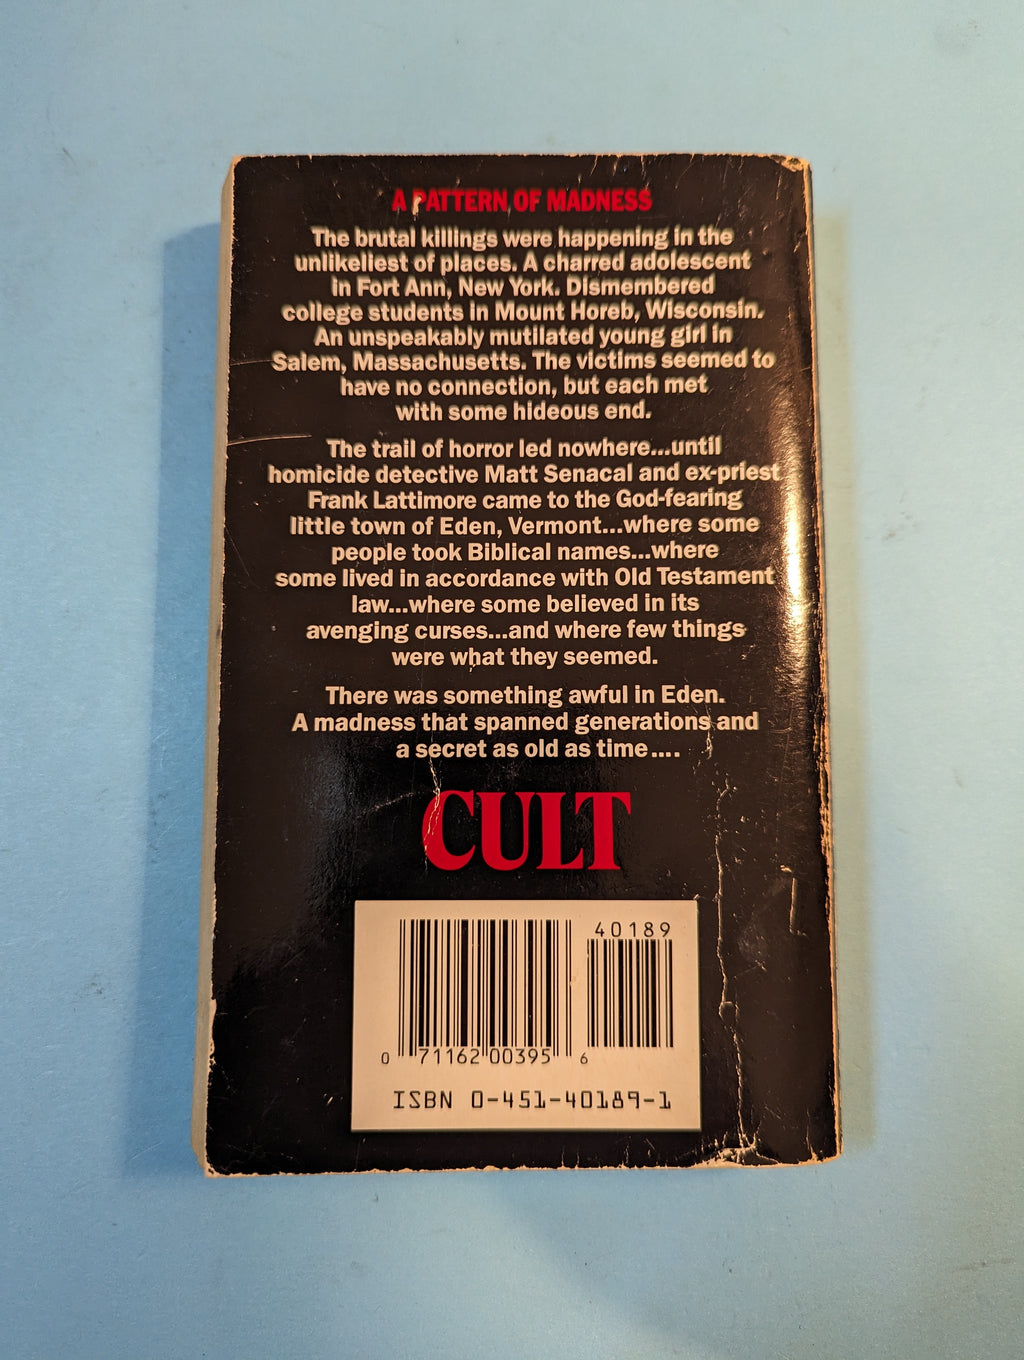 A PATTERN OF MADNESS
The brutal killings were happening in the
unlikeliest of places. A charred adolescent
in Fort Ann, New York. Dismembered
college students in Mount Horeb, Wisconsin.
An unspeakably mutilated young girl in
Salem, Massachusetts. The victims seemed to
have no connection, but each met
with some hideous end.
The trail of horror led nowhere...until
homicide detective Matt Senacal and ex-priest
Frank Lattimore came to the God-fearing
little town of Eden, Vermont...where some
people took Biblical names...where
some lived in accordance with Old Testament
law...where some believed in its
avenging curses...and where few things
were what they seemed.
There was something awful in Eden.
A madness that spanned generations and
a secret as old as time....
CULT
40189
0 71162 00395 6
ISBN 0-451-40189-1